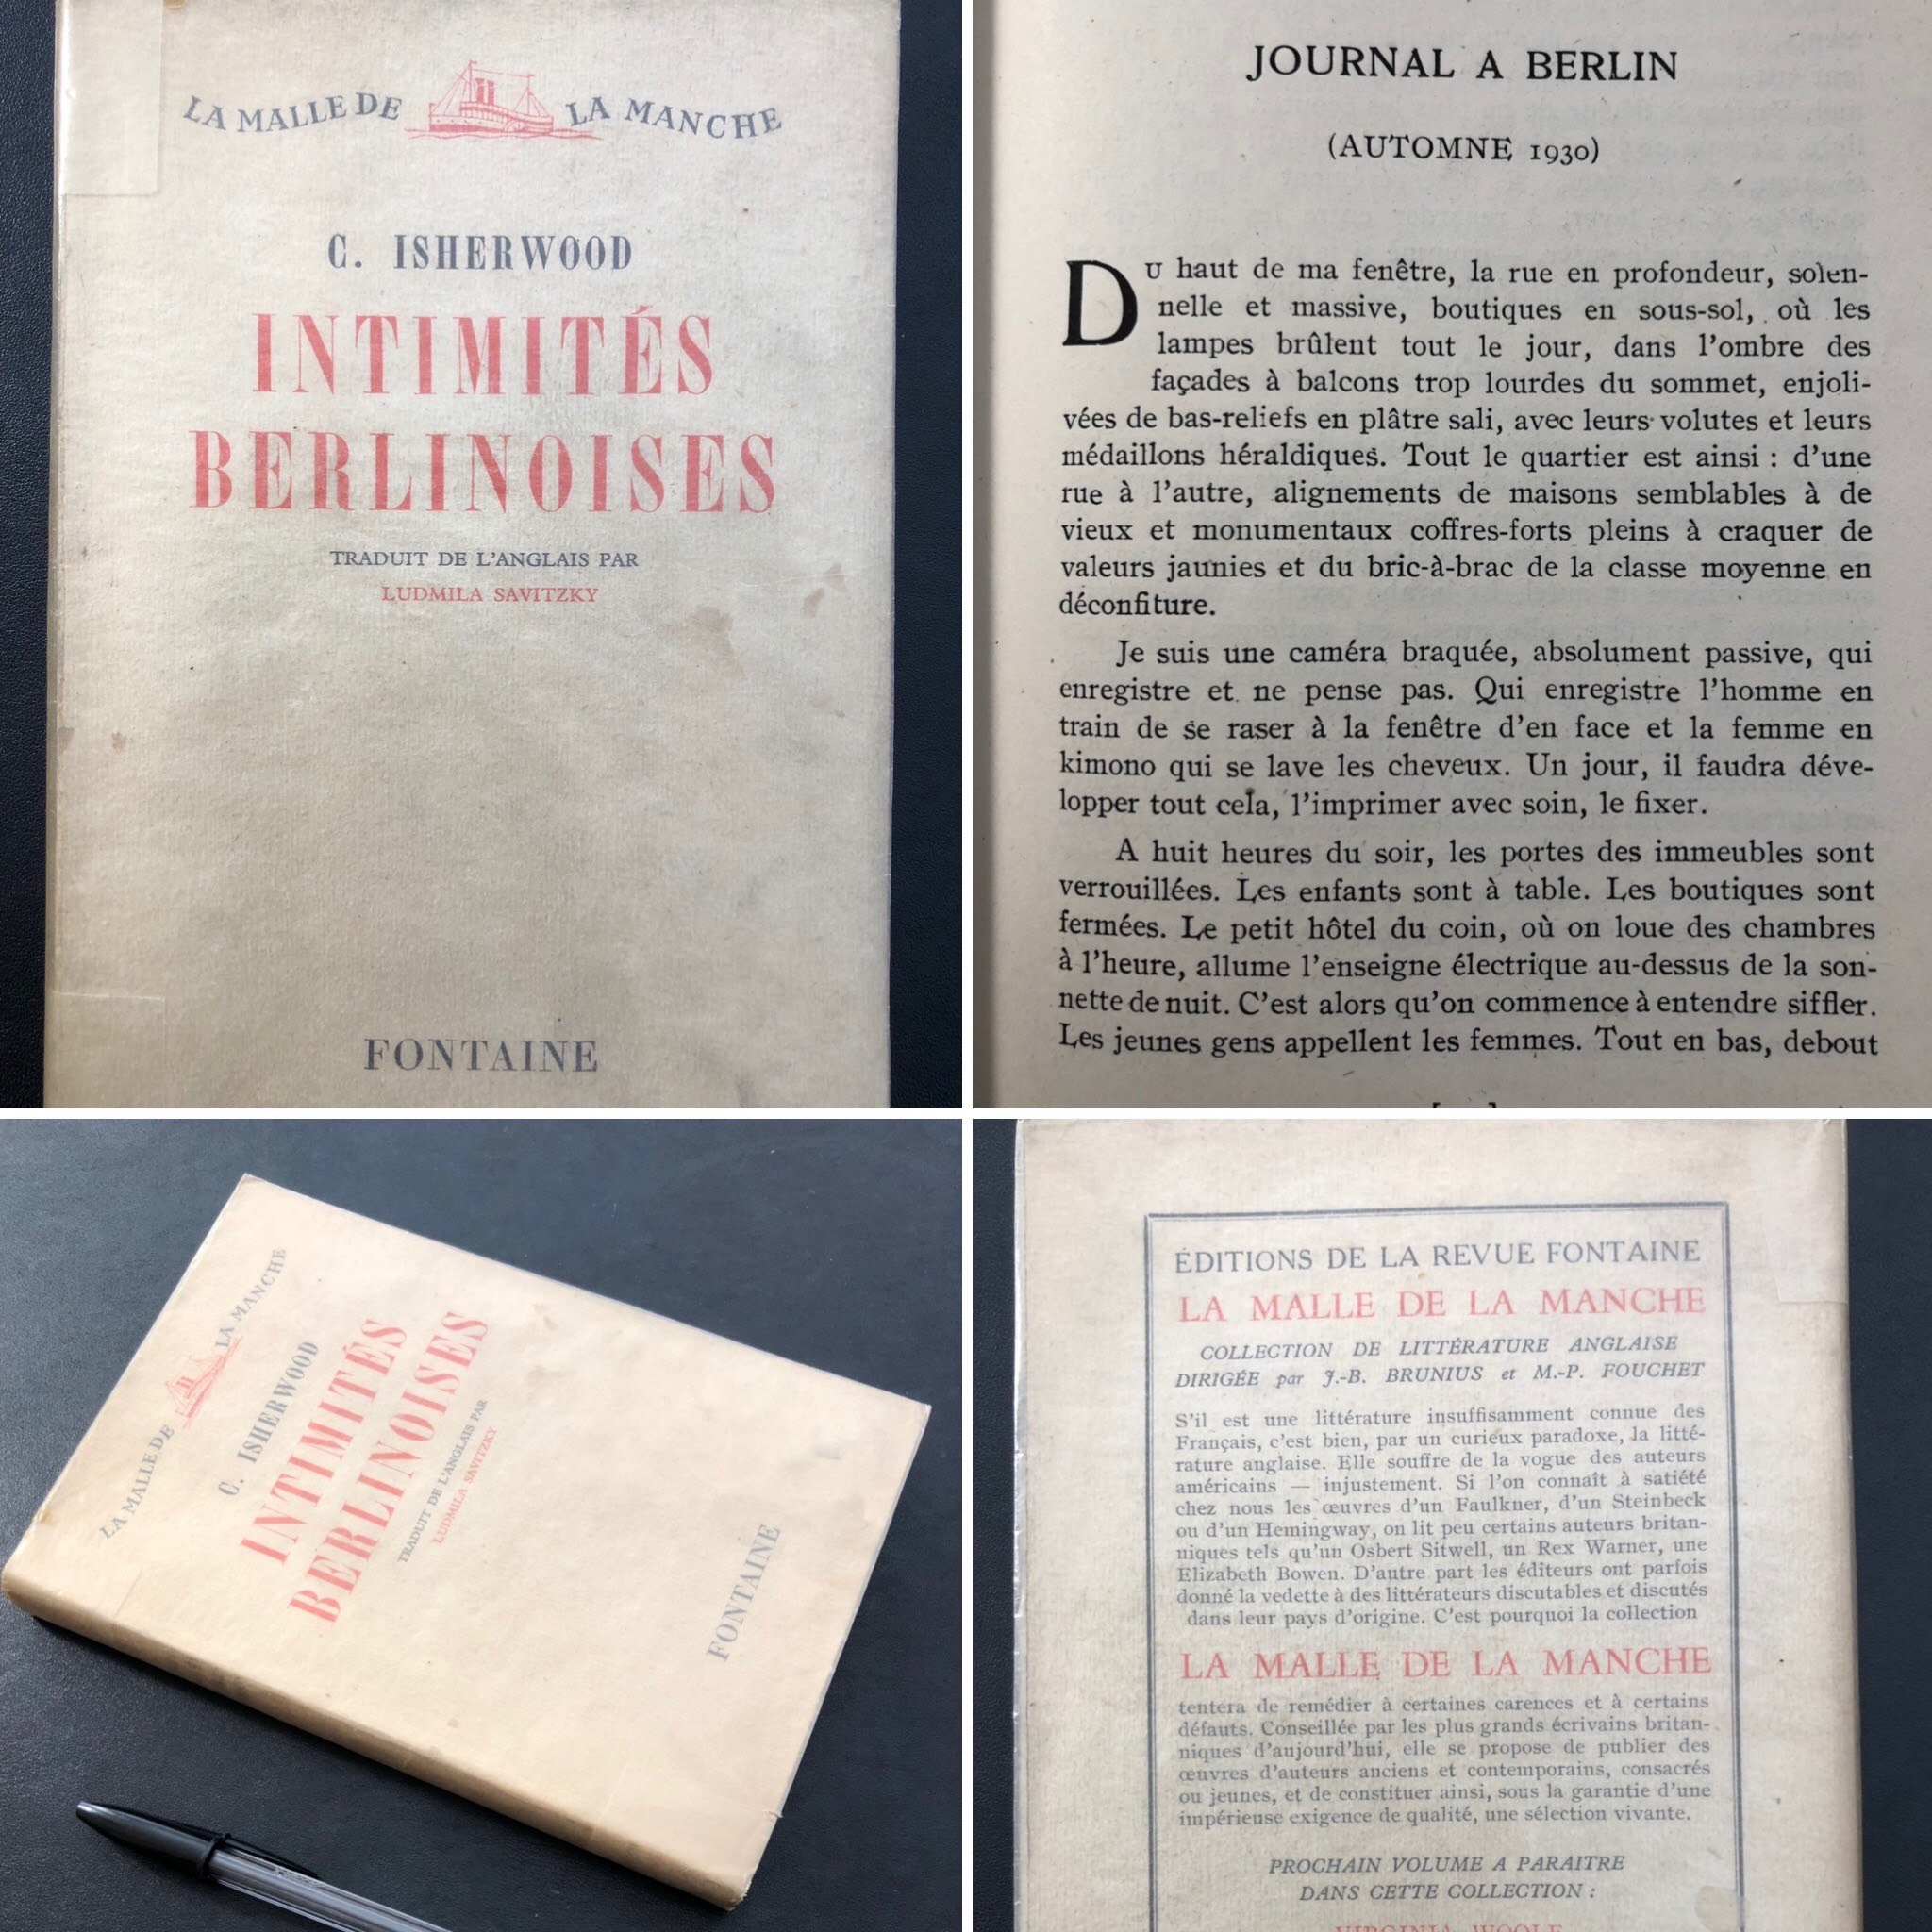 LA MALLE DE LA MANCHE
C. ISHERWOOD
INTIMITÉS
BERLINOISES
TRADUIT DE L'ANGLAIS PAR
LUDMILA SAVITZKY
FONTAINE
JOURNAL A BERLIN
(AUTOMNE 1930)
DU haut de ma fenêtre, la rue en profondeur, solen-
nelle et massive, boutiques en sous-sol, où les
lampes brûlent tout le jour, dans l'ombre des
façades à balcons trop lourdes du sommet, enjoli-
vées de bas-reliefs en plâtre sali, avec leurs volutes et leurs
médaillons héraldiques. Tout le quartier est ainsi : d'une
rue à l'autre, alignements de maisons semblables à de
vieux et monumentaux coffres-forts pleins à craquer de
valeurs jaunies et du bric-à-brac de la classe moyenne en
déconfiture.
Je suis une caméra braquée, absolument passive, qui
enregistre et ne pense pas. Qui enregistre l'homme en
train de se raser à la fenêtre d'en face et la femme en
kimono qui se lave les cheveux. Un jour, il faudra déve-
lopper tout cela, l'imprimer avec soin, le fixer.
A huit heures du soir, les portes des immeubles sont
verrouillées. Les enfants sont à table. Les boutiques sont
fermées. Le petit hôtel du coin, où on loue des chambres
à l'heure, allume l'enseigne électrique au-dessus de la son-
nette de nuit. C'est alors qu'on commence à entendre siffler.
Les jeunes gens appellent les femmes. Tout en bas, debout
LA MALLE DE LA MANCHE
C. ISHERWOOD
INTIMITÉS
BERLINOISES
TRADUIT DE L'ANGLAIS PAR
LUDMILA SAVITZKY
FONTAINE
ÉDITIONS DE LA REVUE FONTAINE
LA MALLE DE LA MANCHE
COLLECTION DE LITTÉRATURE ANGLAISE
DIRIGÉE par J.-B. BRUNIUS et M.-P. FOUCHET
S'il est une littérature insuffisamment connue des
Français, c'est bien, par un curieux paradoxe, la litté-
rature anglaise. Elle souffre de la vogue des auteurs
américains — injustement. Si l'on connaît à satiété
chez nous les œuvres d'un Faulkner, d'un Steinbeck
ou d'un Hemingway, on lit peu certains auteurs britan-
niques tels qu'un Osbert Sitwell, un Rex Warner, une
Elizabeth Bowen. D'autre part les éditeurs ont parfois
donné la vedette à des littérateurs discutables et discutés
dans leur pays d'origine. C'est pourquoi la collection
LA MALLE DE LA MANCHE
tentera de remédier à certaines carences et à certains
défauts. Conseillée par les plus grands écrivains britan-
niques d'aujourd'hui, elle se propose de publier des
œuvres d'auteurs anciens et contemporains, consacrés
ou jeunes, et de constituer ainsi, sous la garantie d'une
impérieuse exigence de qualité, une sélection vivante.
PROCHAIN VOLUME A PARAITRE
DANS CETTE COLLECTION :
VIRGINIA WOOLF